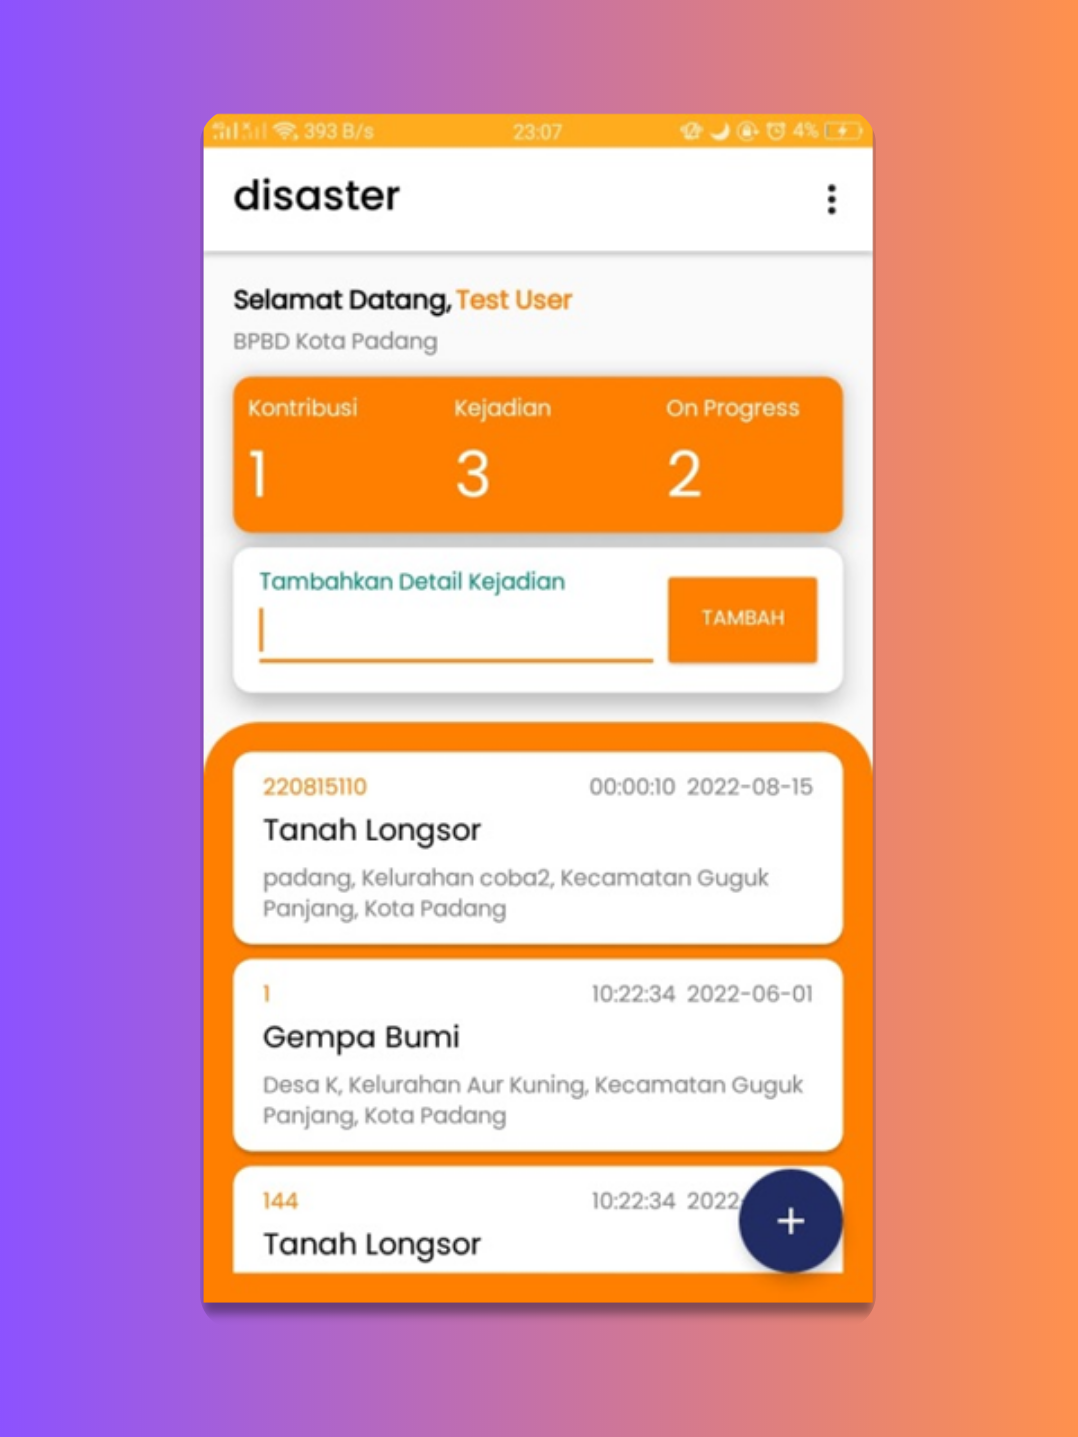 393 B/s 23:07 4%
disaster
Selamat Datang, Test User
BPBD Kota Padang
Kontribusi Kejadian On Progress
1 3 2
Tambahkan Detail Kejadian
TAMBAH
220815110 00:00:10 2022-08-15
Tanah Longsor
padang, Kelurahan coba2, Kecamatan Guguk
Panjang, Kota Padang
1 10:22:34 2022-06-01
Gempa Bumi
Desa K, Kelurahan Aur Kuning, Kecamatan Guguk
Panjang, Kota Padang
144 10:22:34 2022-
Tanah Longsor
+